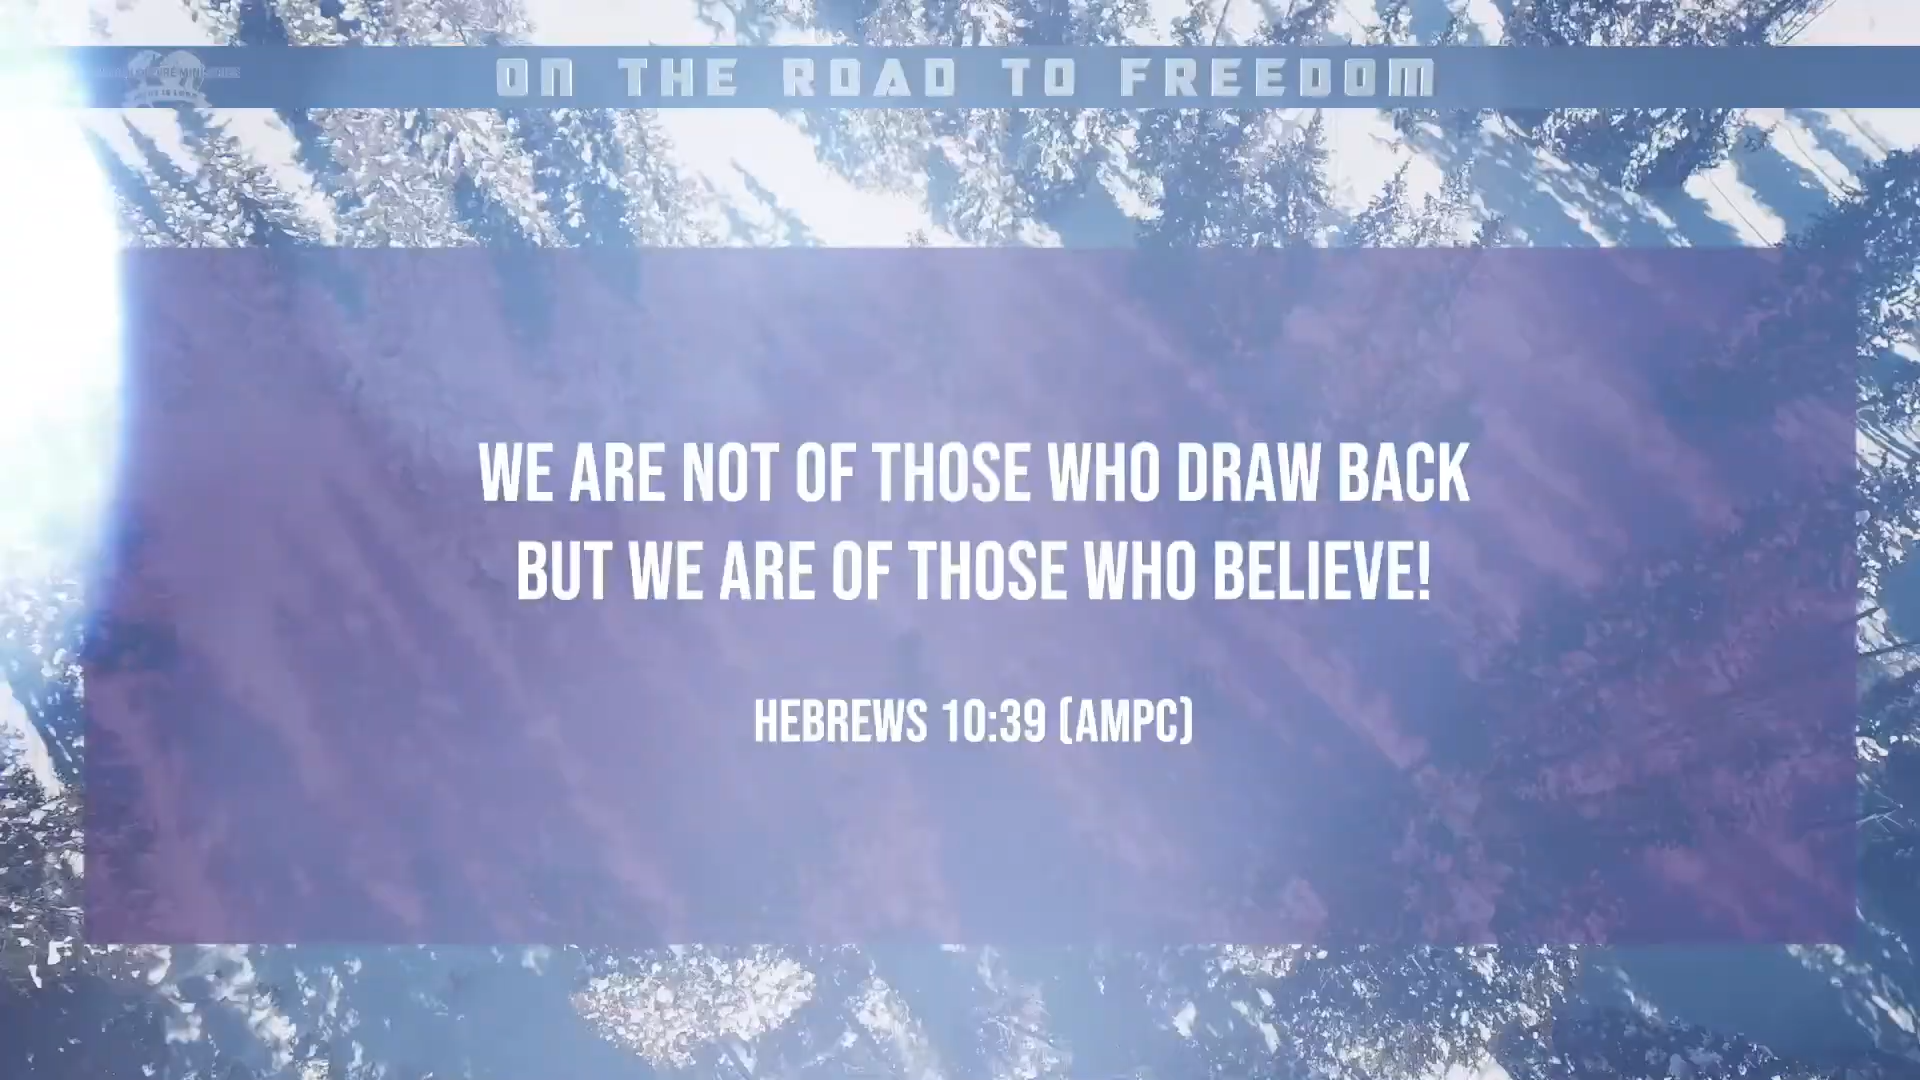 ON THE ROAD TO FREEDOM
WE ARE NOT OF THOSE WHO DRAW BACK
BUT WE ARE OF THOSE WHO BELIEVE!
HEBREWS 10:39 (AMPC)